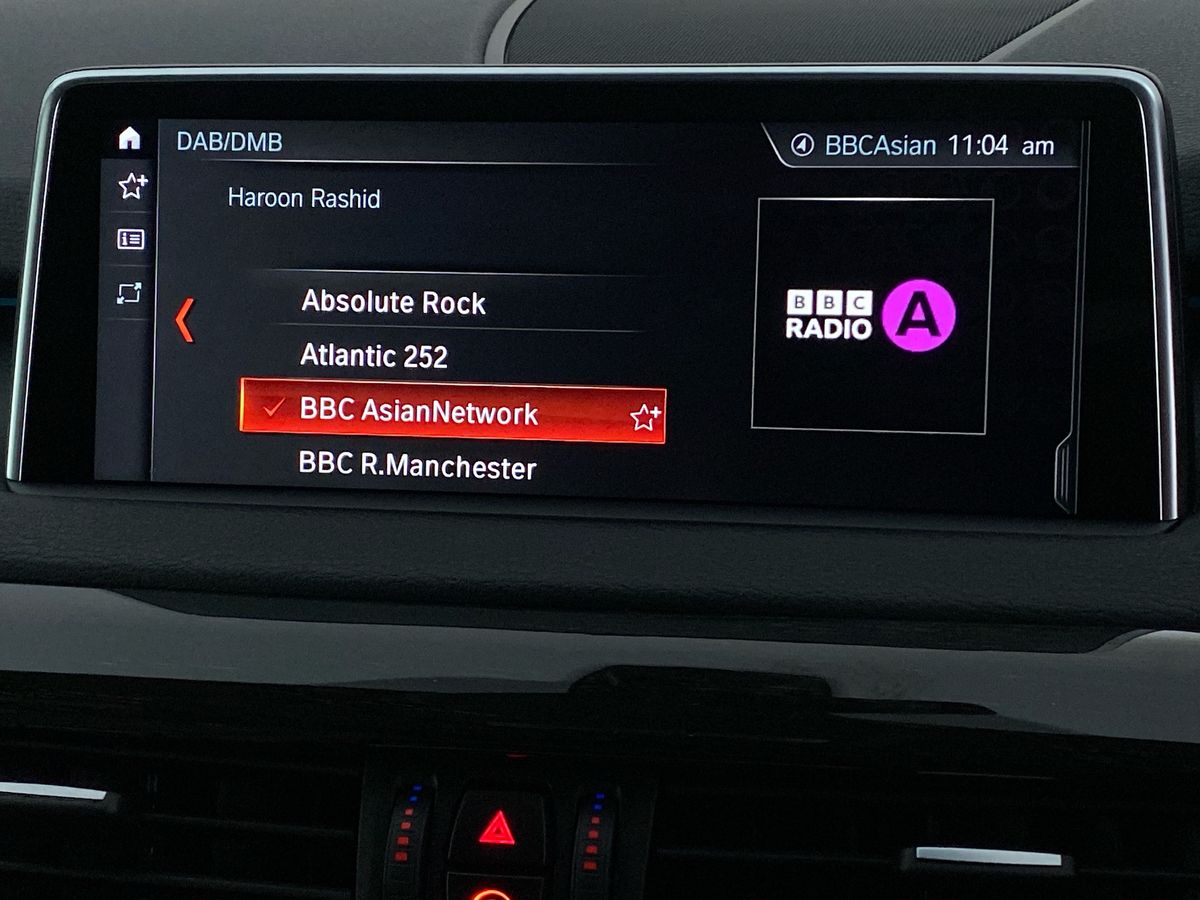 DAB/DMB
BBCAsian 11:04 am
Haroon Rashid
Absolute Rock
Atlantic 252
BBC AsianNetwork
BBC R.Manchester
BBC
RADIO A